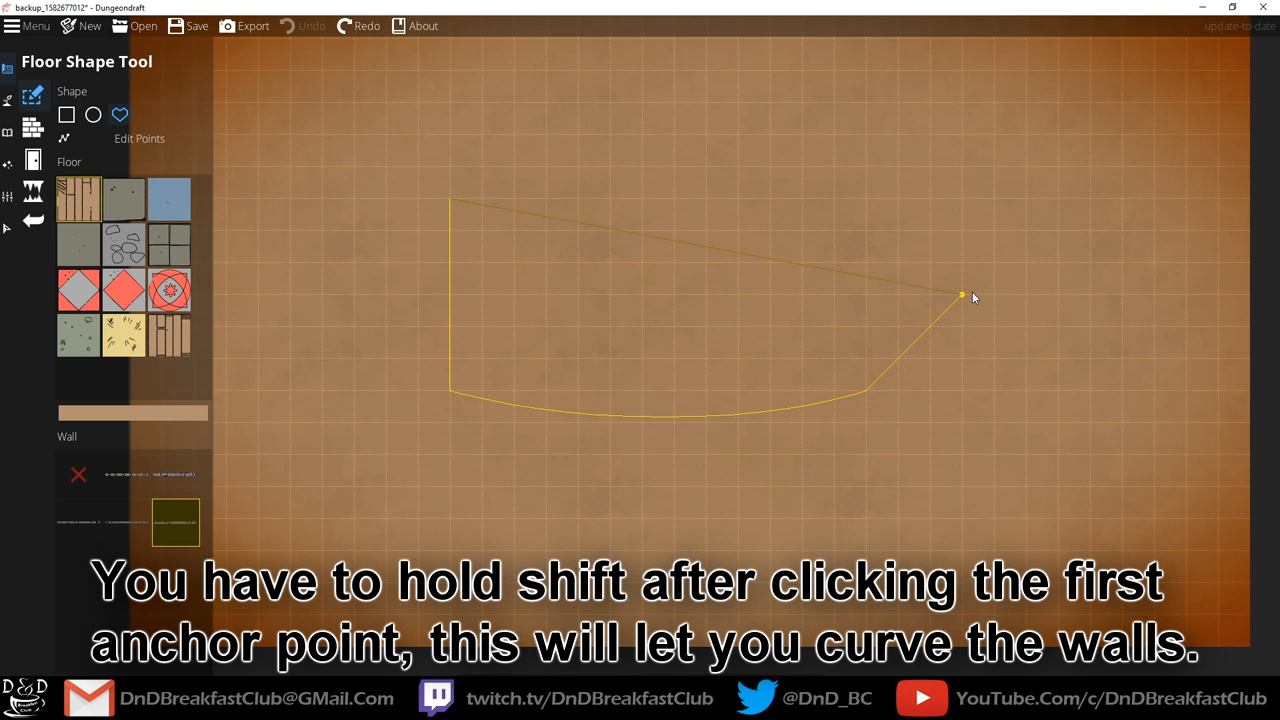 backup_1582677012* - Dungeondraft
Menu New Open Save Export Undo Redo About update-to-date
Floor Shape Tool
Shape
Edit Points
Floor
Wall
You have to hold shift after clicking the first
anchor point, this will let you curve the walls.
D&D Breakfast Club DnDBreakfastClub@GMail.Com twitch.tv/DnDBreakfastClub @DnD_BC YouTube.Com/c/DnDBreakfastClub